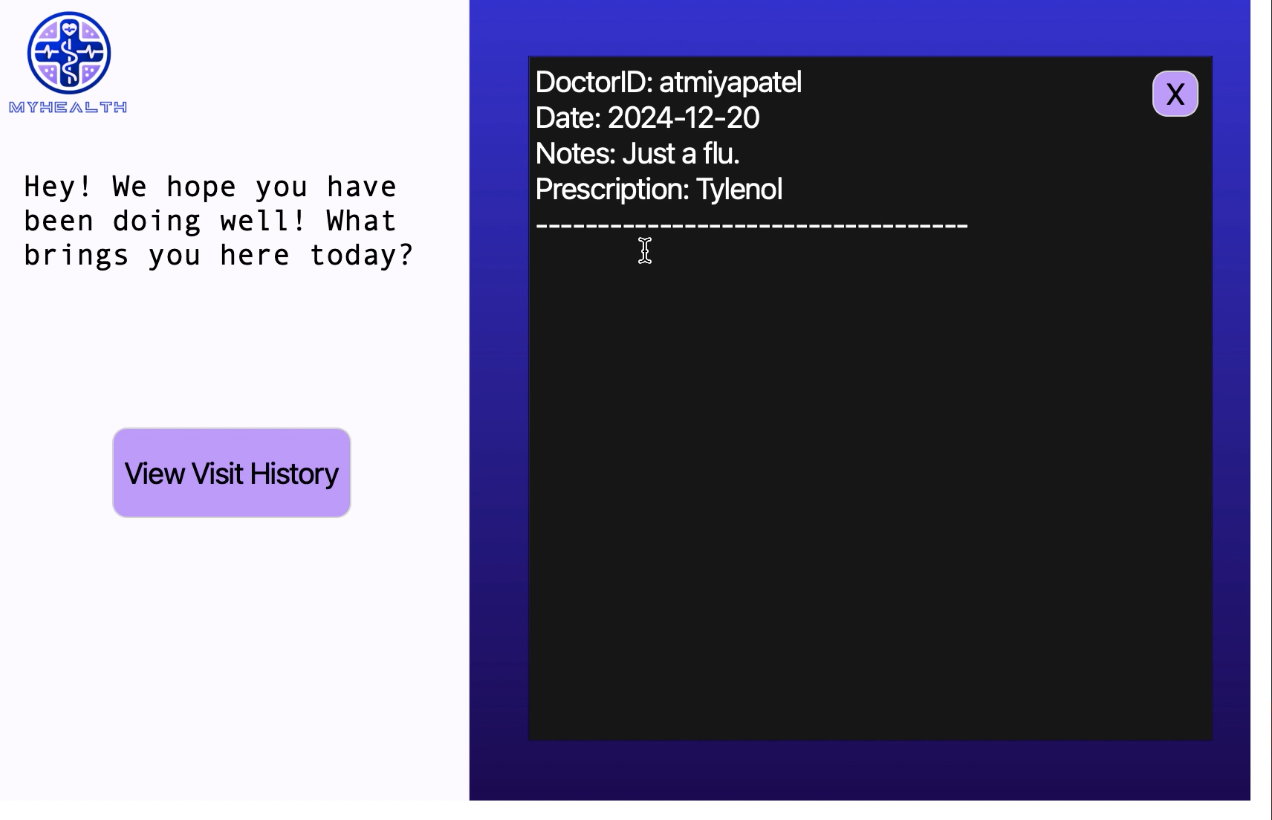 MYHEALTH
Hey! We hope you have
been doing well! What
brings you here today?
View Visit History
DoctorID: atmiyapatel
Date: 2024-12-20
Notes: Just a flu.
Prescription: Tylenol
-----------------------------------
X